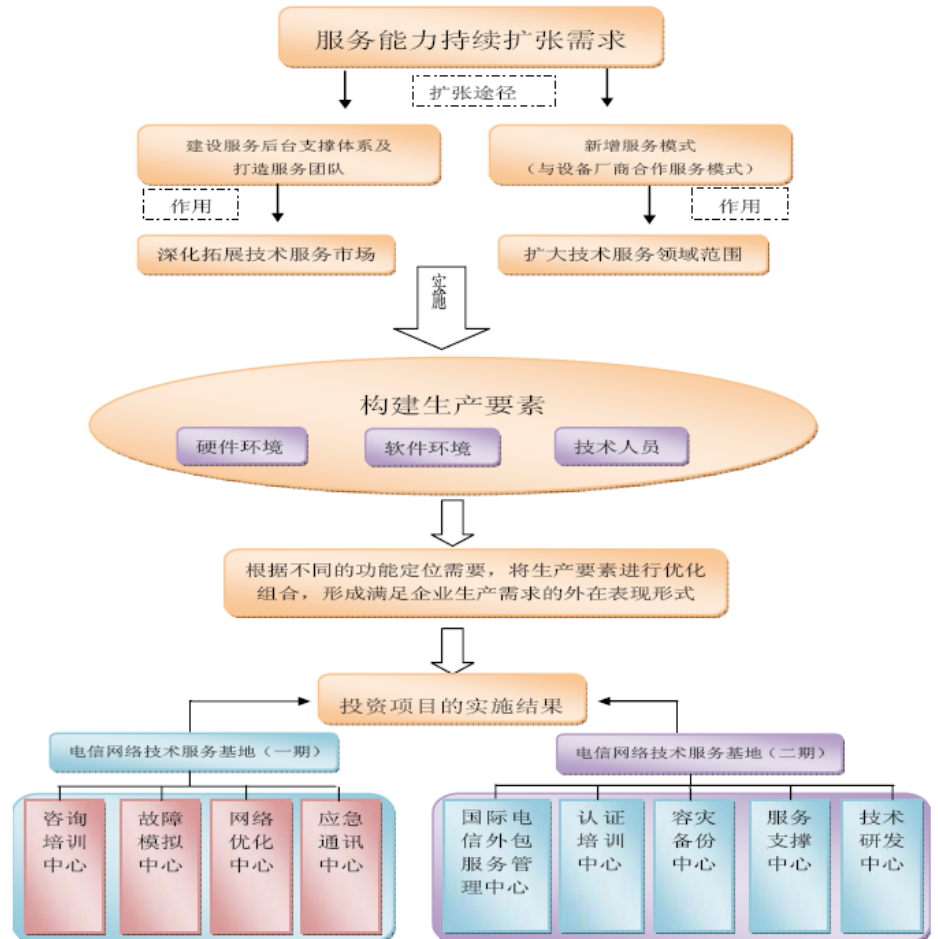 服务能力持续扩张需求
扩张途径
建设服务后台支撑体系及
打造服务团队
新增服务模式
（与设备厂商合作服务模式）
作用
作用
深化拓展技术服务市场
扩大技术服务领域范围
实施
构建生产要素
硬件环境
软件环境
技术人员
根据不同的功能定位需要，将生产要素进行优化
组合，形成满足企业生产需求的外在表现形式
投资项目的实施结果
电信网络技术服务基地（一期）
电信网络技术服务基地（二期）
咨询
培训
中心
故障
模拟
中心
网络
优化
中心
应急
通讯
中心
国际电
信外包
服务管
理中心
认证
培训
中心
容灾
备份
中心
服务
支撑
中心
技术
研发
中心